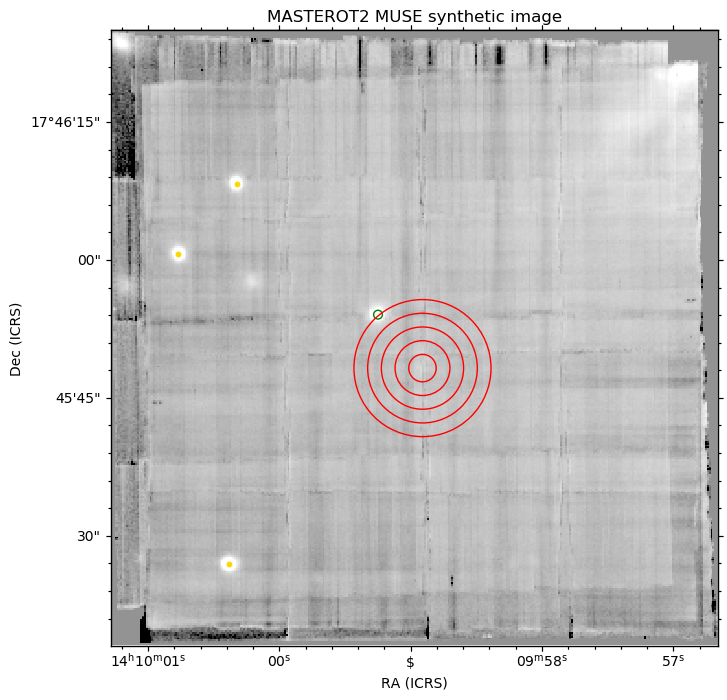 MASTEROT2 MUSE synthetic image
17°46'15"
00"
45'45"
30"
Dec (ICRS)
14ʰ10ᵐ01ˢ 00ˢ $ 09ᵐ58ˢ 57ˢ
RA (ICRS)